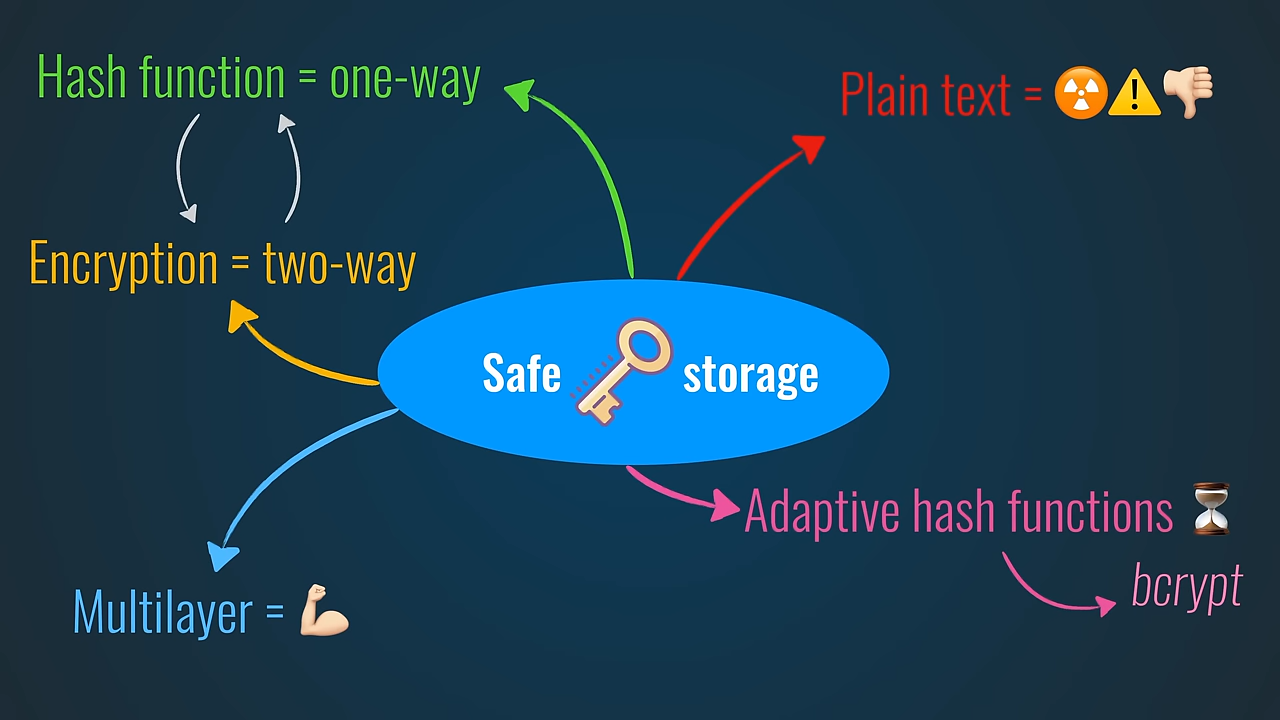 Hash function = one-way
Plain text = ☢️⚠️👎🏻
Encryption = two-way
Safe 🗝️ storage
Adaptive hash functions ⏳
bcrypt
Multilayer = 💪🏻